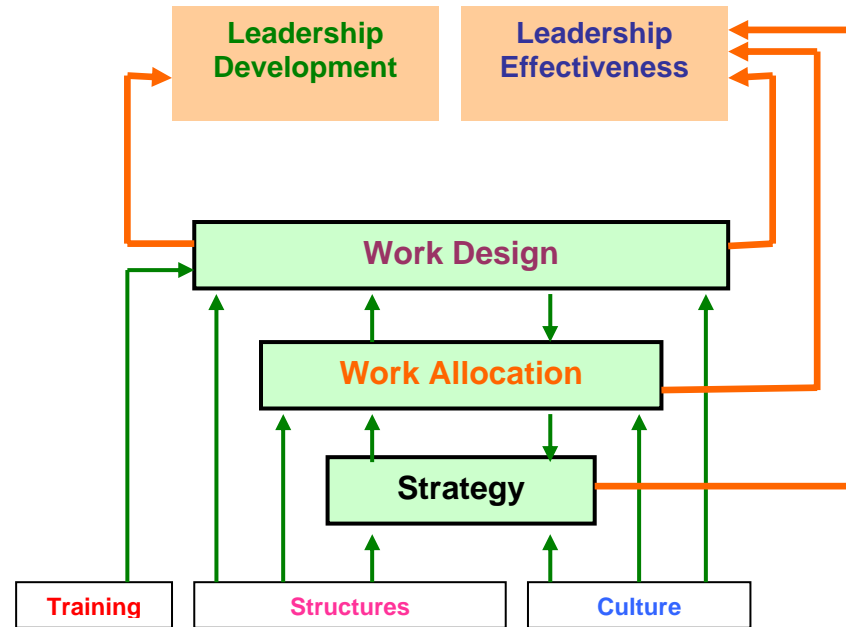 Leadership
Development
Leadership
Effectiveness
Work Design
Work Allocation
Strategy
Training
Structures
Culture